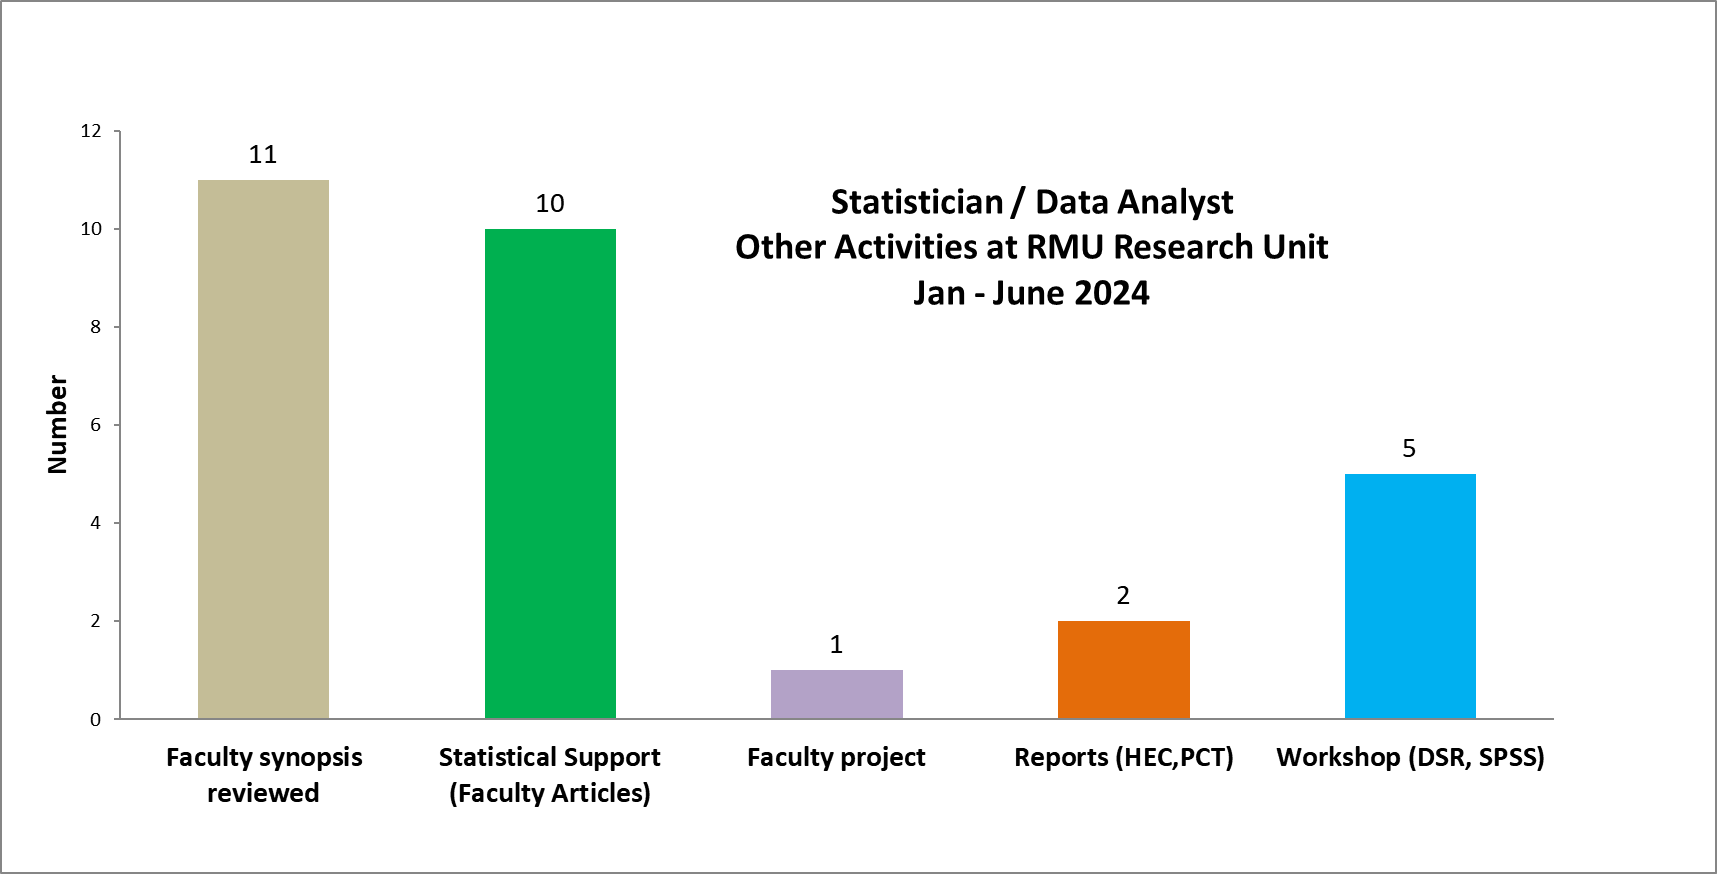 Statistician / Data Analyst
Other Activities at RMU Research Unit
Jan - June 2024
Number
12
10
8
6
4
2
0
11
10
1
2
5
Faculty synopsis
reviewed
Statistical Support
(Faculty Articles)
Faculty project
Reports (HEC,PCT)
Workshop (DSR, SPSS)